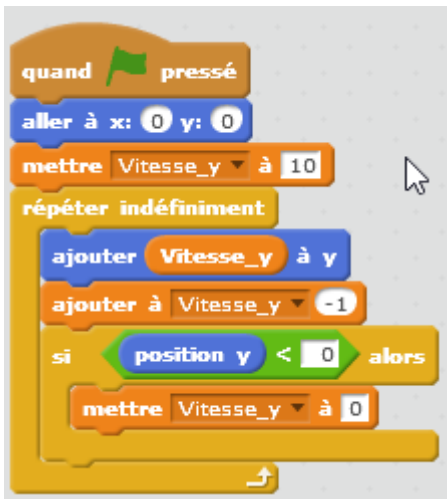 quand pressé
aller à x: 0 y: 0
mettre Vitesse_y à 10
répéter indéfiniment
ajouter Vitesse_y à y
ajouter à Vitesse_y -1
si position y < 0 alors
mettre Vitesse_y à 0